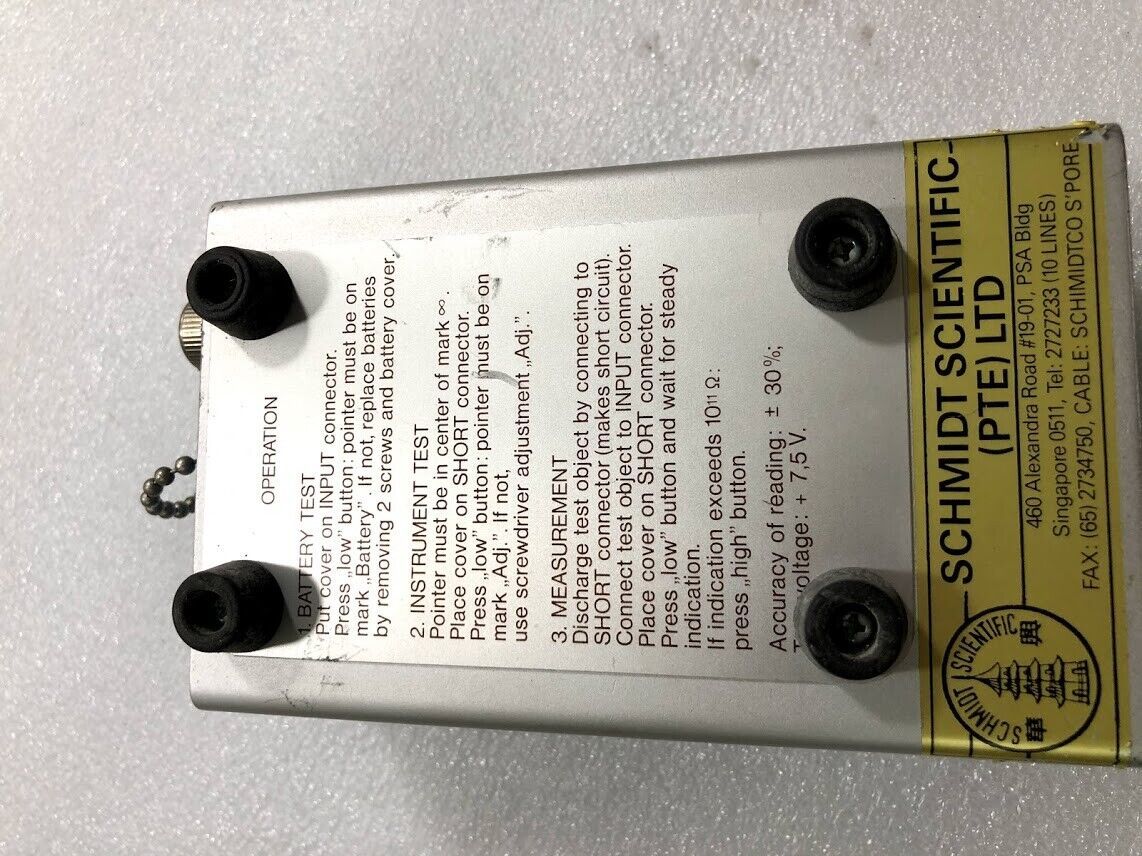 OPERATION
1. BATTERY TEST
Put cover on INPUT connector.
Press „low" button: pointer must be on
mark „Battery". If not, replace batteries
by removing 2 screws and battery cover.
2. INSTRUMENT TEST
Pointer must be in center of mark ∞.
Place cover on SHORT connector.
Press „low" button: pointer must be on
mark „Adj.". If not,
use screwdriver adjustment „Adj.".
3. MEASUREMENT
Discharge test object by connecting to
SHORT connector (makes short circuit).
Connect test object to INPUT connector.
Place cover on SHORT connector.
Press „low" button and wait for steady
indication.
If indication exceeds 10¹¹ Ω:
press „high" button.
Accuracy of reading: ± 30%;
voltage: + 7,5 V.
SCHMIDT SCIENTIFIC
(PTE) LTD
460 Alexandra Road #19-01, PSA Bldg
Singapore 0511, Tel: 2727233 (10 LINES)
FAX: (65) 2734750, CABLE: SCHIMIDTCO S'PORE
SCHMIDT SCIENTIFIC
興